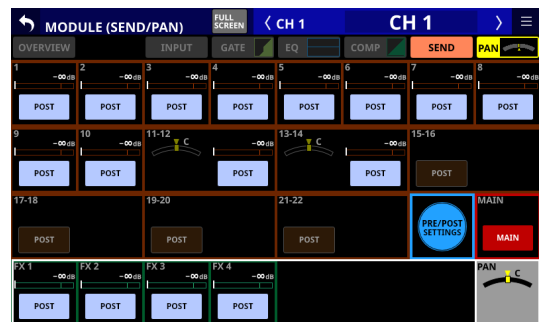 MODULE (SEND/PAN)
FULL
SCREEN
CH 1
CH 1
OVERVIEW
INPUT
GATE
EQ
COMP
SEND
PAN
1
2
3
4
5
6
7
8
-∞dB
-∞dB
-∞dB
-∞dB
-∞dB
-∞dB
-∞dB
-∞dB
POST
POST
POST
POST
POST
POST
POST
POST
9
10
11-12
13-14
15-16
-∞dB
-∞dB
C
-∞dB
C
-∞dB
POST
POST
POST
POST
POST
17-18
19-20
21-22
MAIN
POST
POST
POST
PRE/POST
SETTINGS
MAIN
FX 1
FX 2
FX 3
FX 4
PAN
-∞dB
-∞dB
-∞dB
-∞dB
C
POST
POST
POST
POST